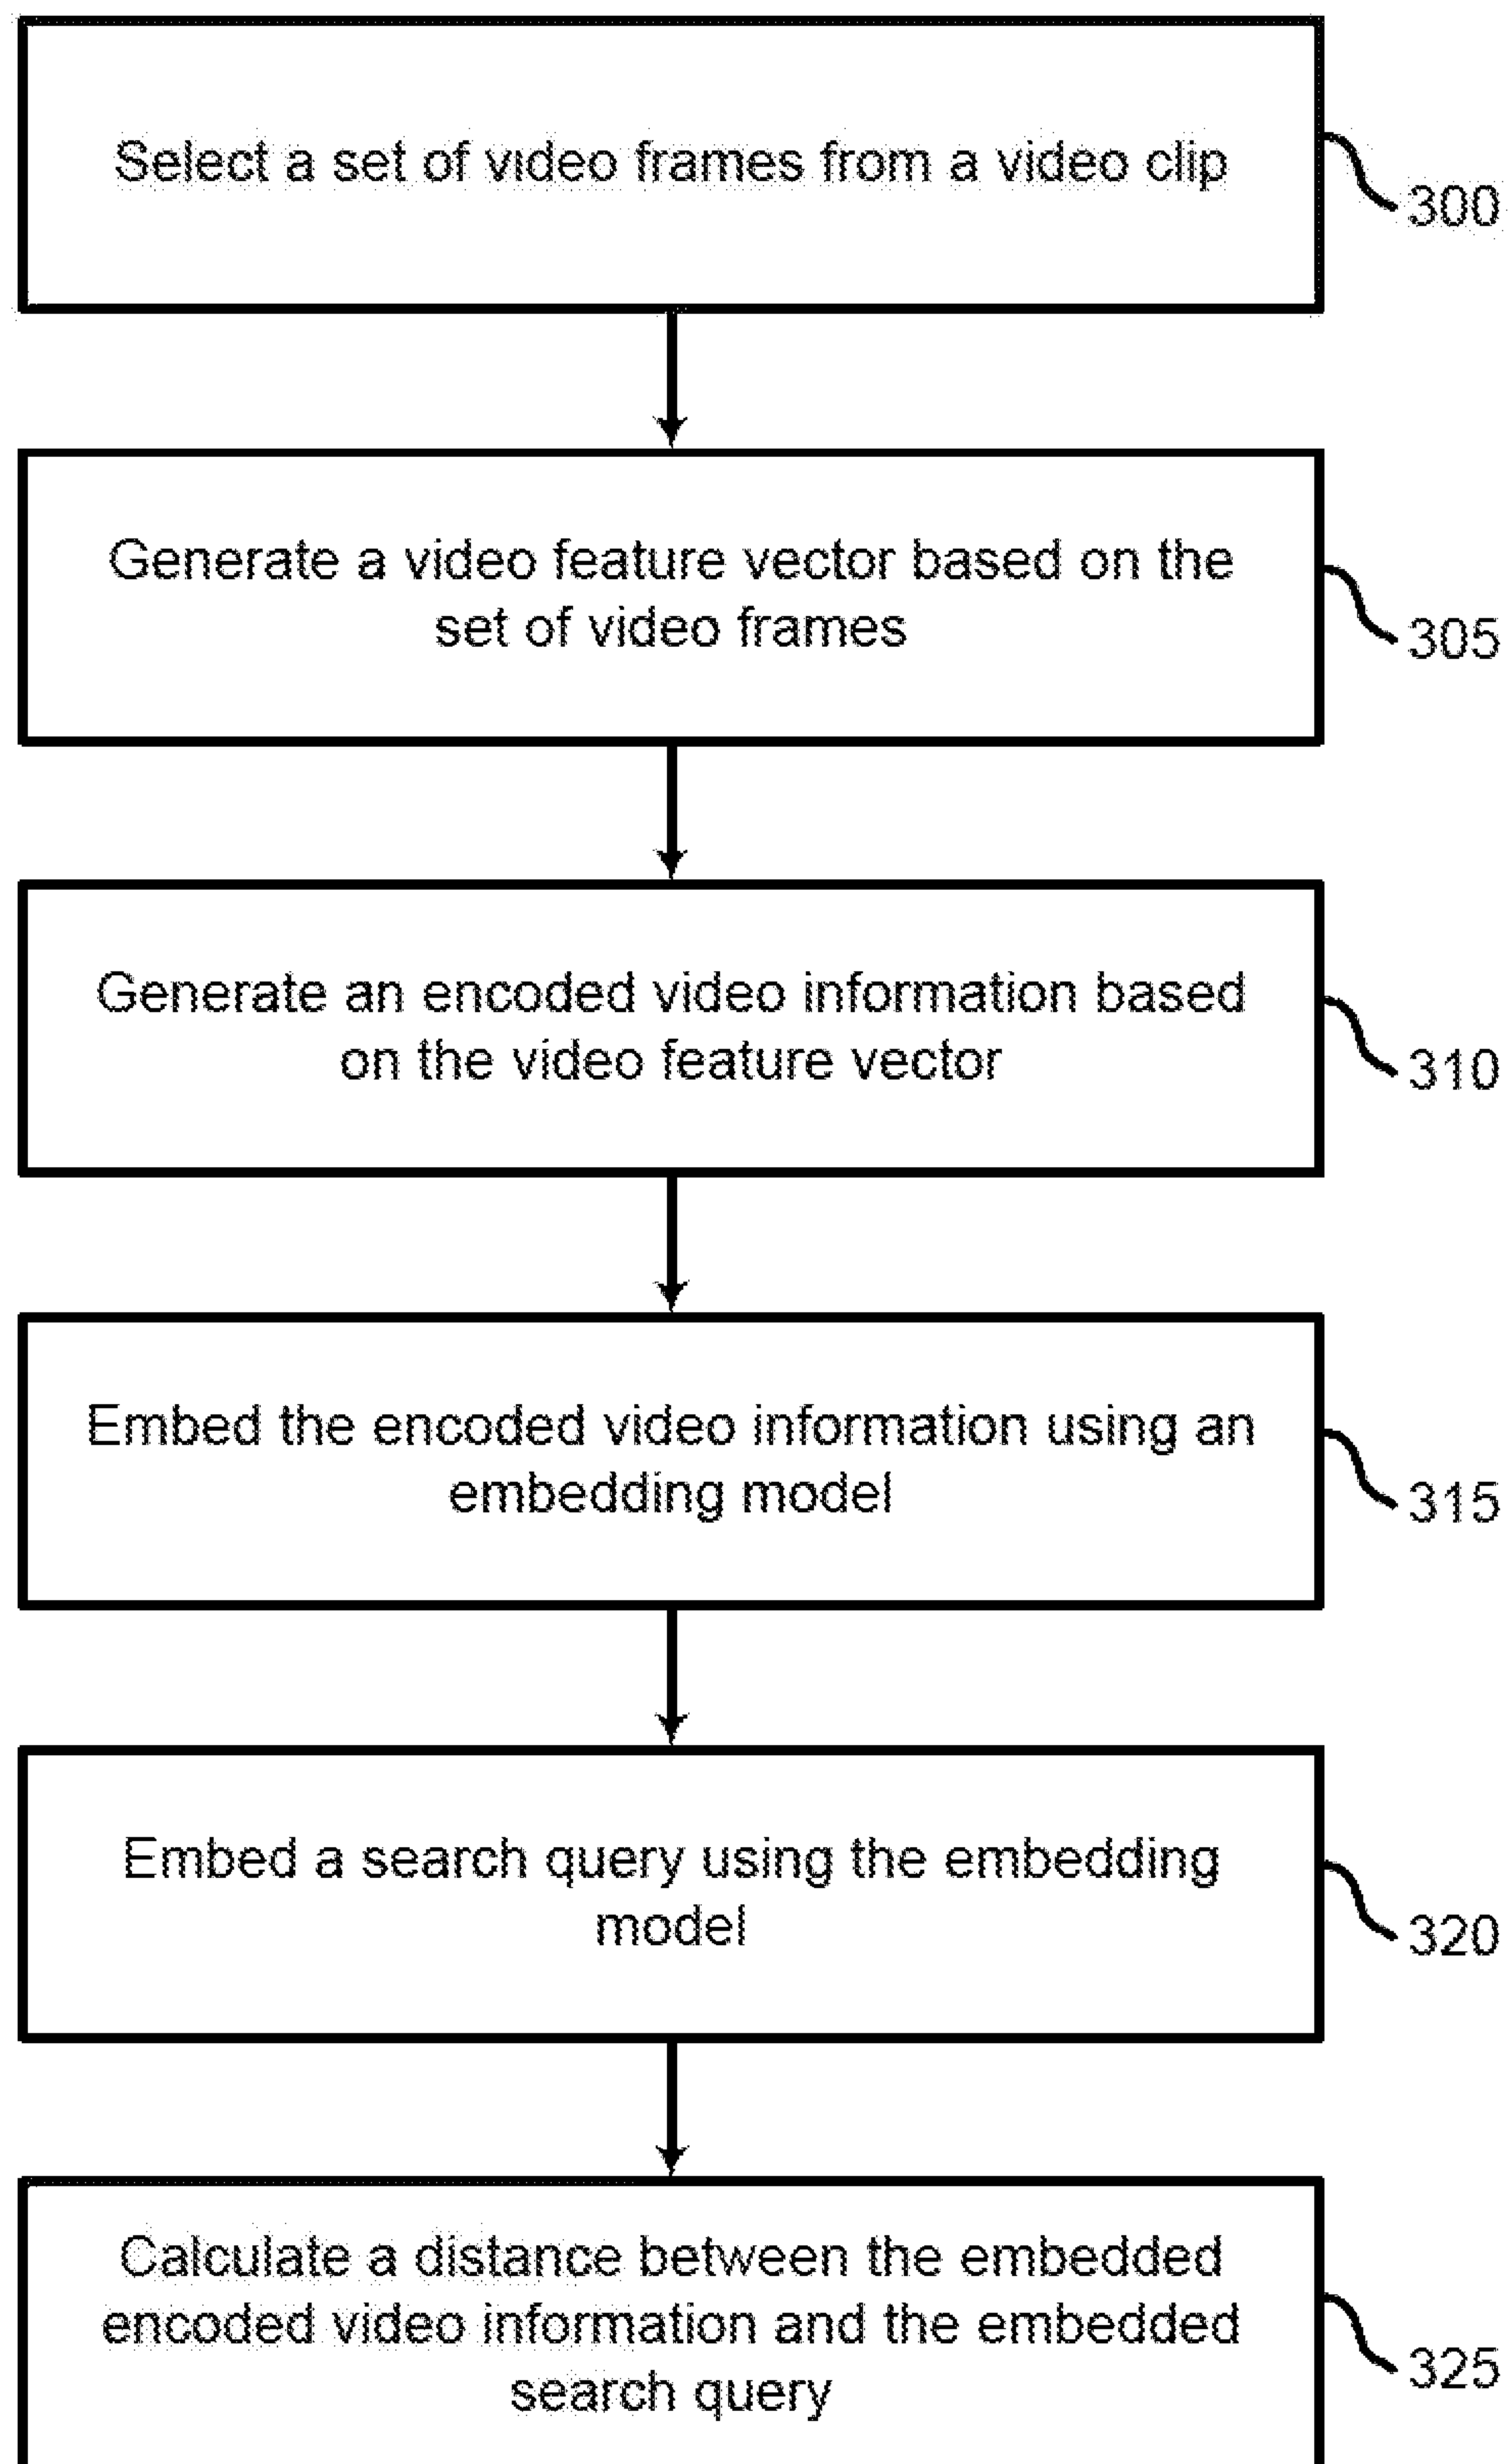 Select a set of video frames from a video clip
300
Generate a video feature vector based on the
set of video frames
305
Generate an encoded video information based
on the video feature vector
310
Embed the encoded video information using an
embedding model
315
Embed a search query using the embedding
model
320
Calculate a distance between the embedded
encoded video information and the embedded
search query
325